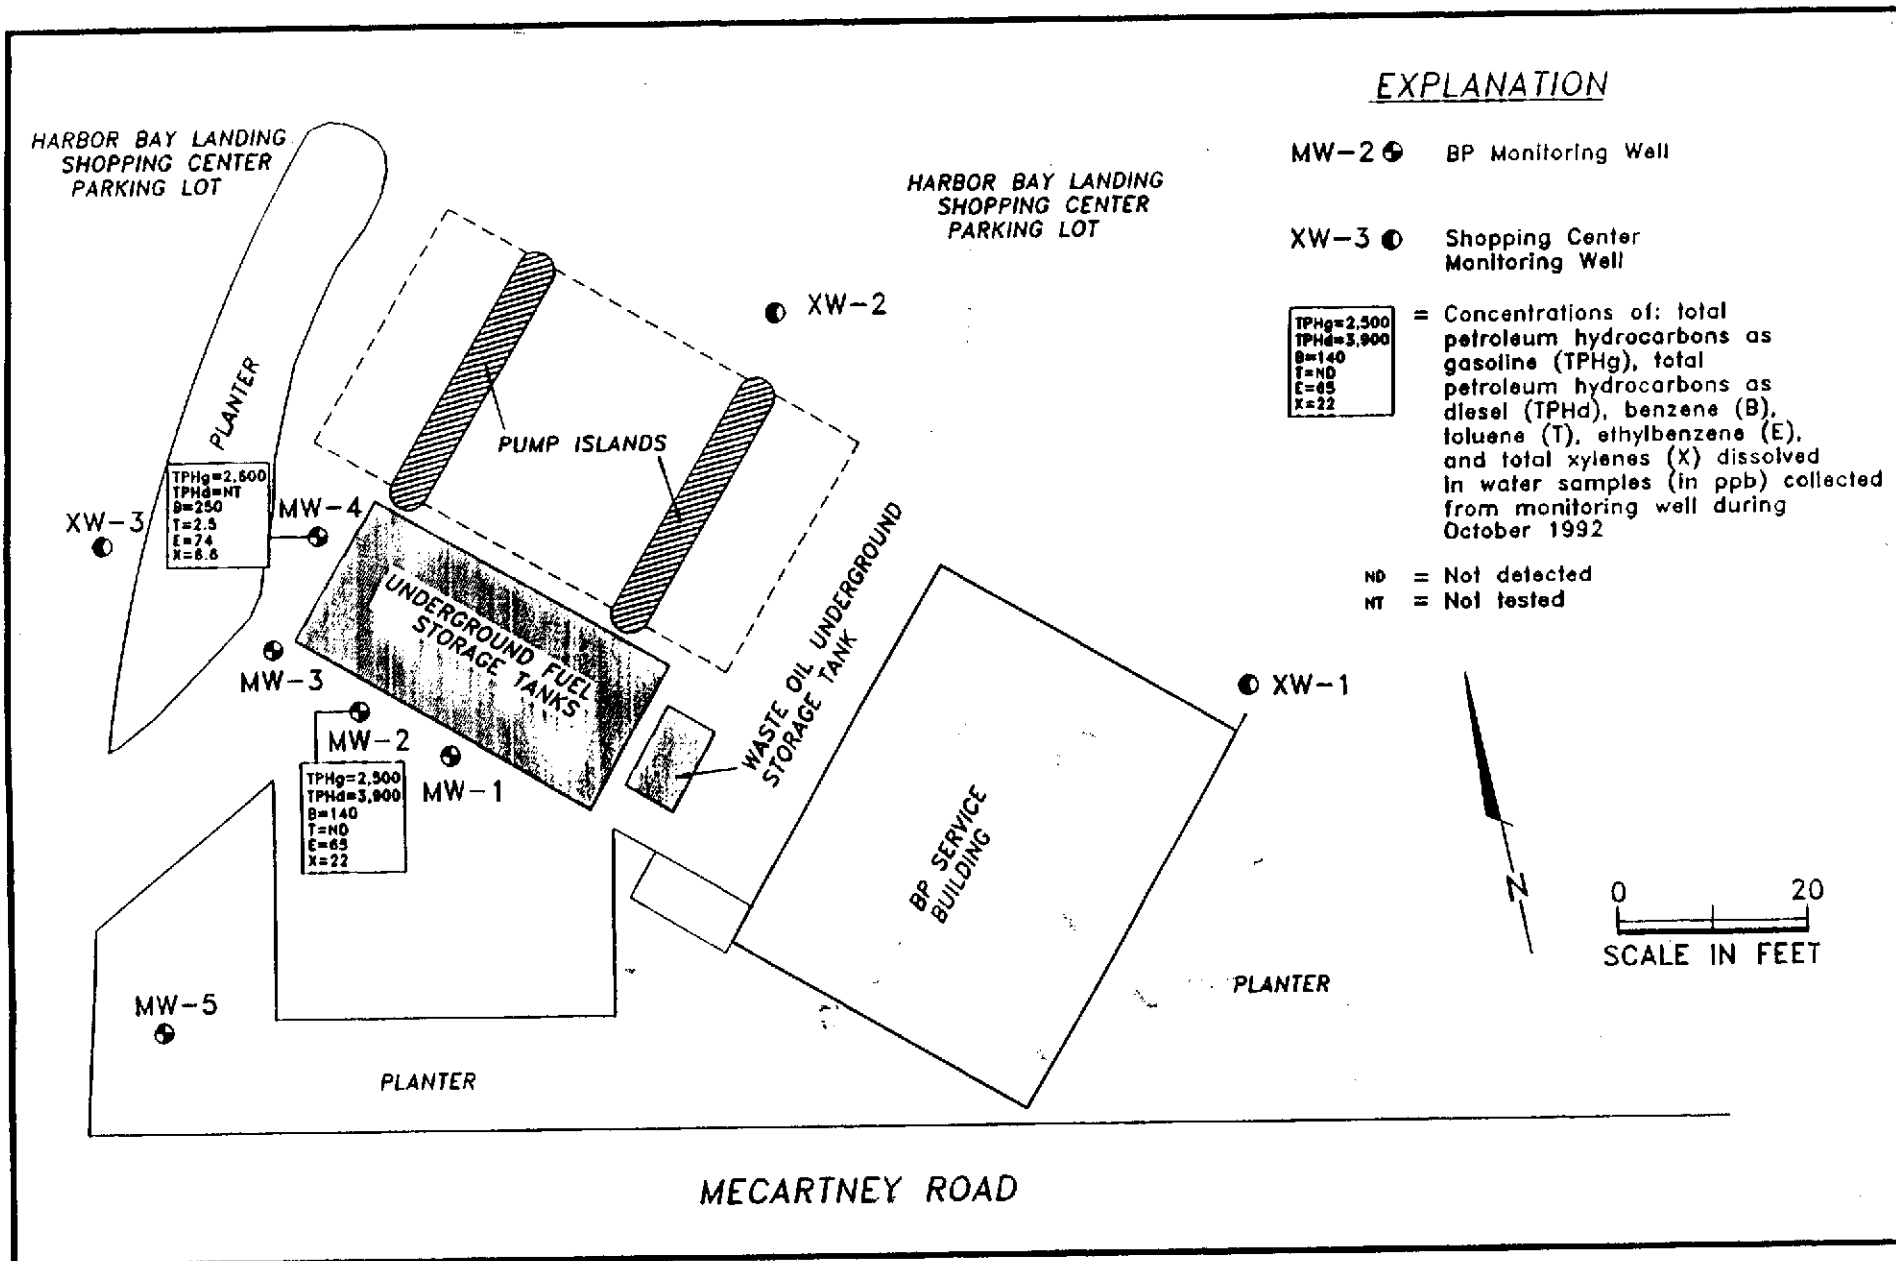 EXPLANATION
MW-2 BP Monitoring Well
XW-3 Shopping Center
Monitoring Well
TPHg=2,500
TPHd=3,900
B=140
T=ND
E=65
X=22
= Concentrations of: total
petroleum hydrocarbons as
gasoline (TPHg), total
petroleum hydrocarbons as
diesel (TPHd), benzene (B),
toluene (T), ethylbenzene (E),
and total xylenes (X) dissolved
in water samples (in ppb) collected
from monitoring well during
October 1992
ND = Not detected
NT = Not tested
HARBOR BAY LANDING
SHOPPING CENTER
PARKING LOT
HARBOR BAY LANDING
SHOPPING CENTER
PARKING LOT
XW-2
PLANTER
PUMP ISLANDS
TPHg=2,600
TPHd=NT
B=250
T=2.5
E=74
X=6.6
MW-4
XW-3
UNDERGROUND FUEL
STORAGE TANKS
WASTE OIL UNDERGROUND
STORAGE TANK
MW-3
XW-1
MW-2
MW-1
TPHg=2,500
TPHd=3,900
B=140
T=ND
E=65
X=22
BP SERVICE
BUILDING
N
0 20
SCALE IN FEET
PLANTER
MW-5
PLANTER
MECARTNEY ROAD